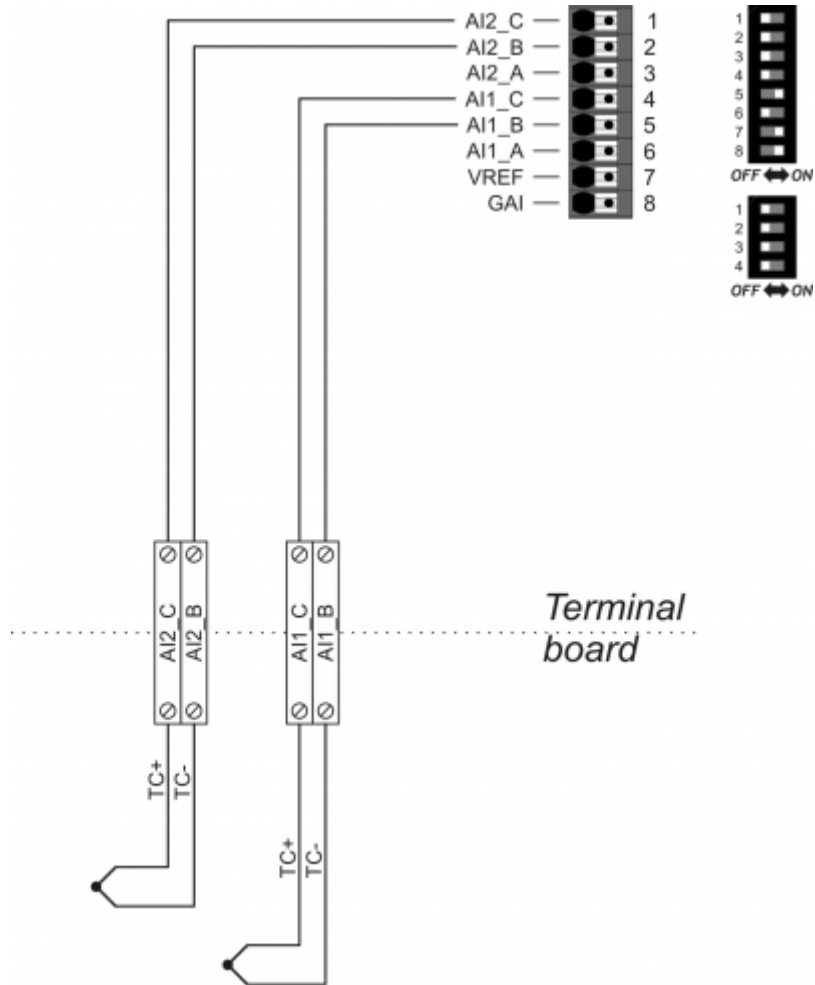 AI2_C 1
AI2_B 2
AI2_A 3
AI1_C 4
AI1_B 5
AI1_A 6
VREF 7
GAI 8
1
2
3
4
5
6
7
8
OFF ON
1
2
3
4
OFF ON
AI2_C
AI2_B
AI1_C
AI1_B
Terminal
board
TC+
TC-
TC+
TC-